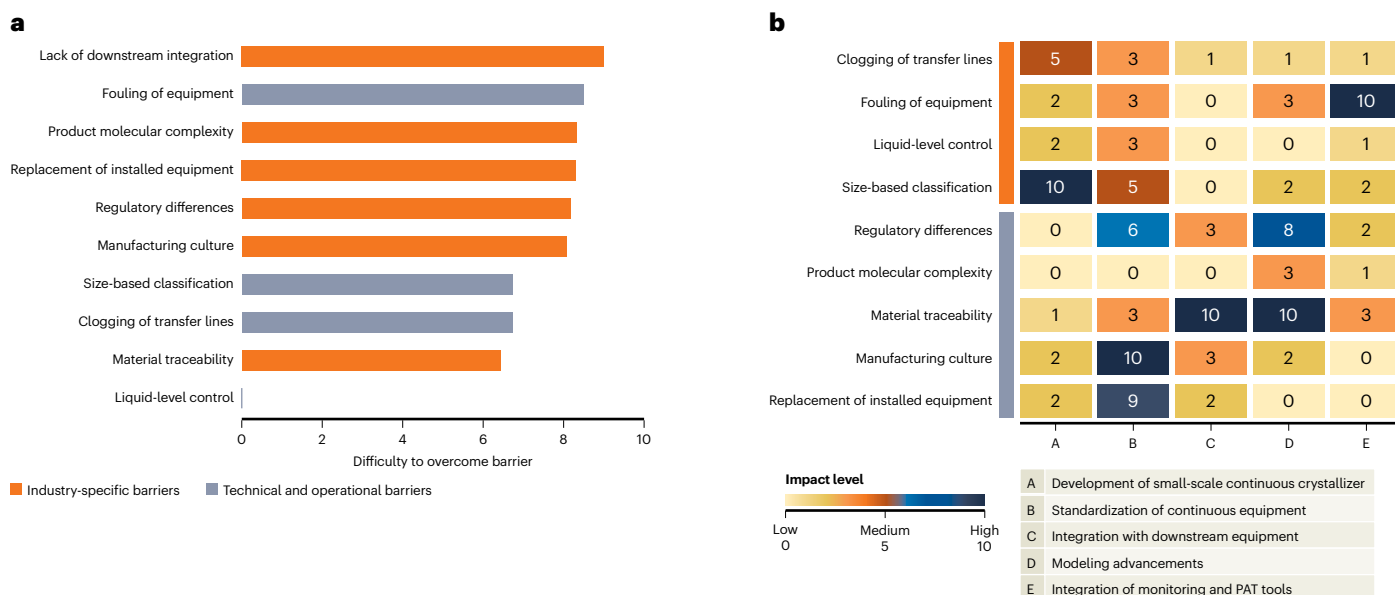 a
Lack of downstream integration
Fouling of equipment
Product molecular complexity
Replacement of installed equipment
Regulatory differences
Manufacturing culture
Size-based classification
Clogging of transfer lines
Material traceability
Liquid-level control
0 2 4 6 8 10
Difficulty to overcome barrier
Industry-specific barriers Technical and operational barriers
b
Clogging of transfer lines 5 3 1 1 1
Fouling of equipment 2 3 0 3 10
Liquid-level control 2 3 0 0 1
Size-based classification 10 5 0 2 2
Regulatory differences 0 6 3 8 2
Product molecular complexity 0 0 0 3 1
Material traceability 1 3 10 10 3
Manufacturing culture 2 10 3 2 0
Replacement of installed equipment 2 9 2 0 0
A B C D E
Impact level
Low Medium High
0 5 10
A Development of small-scale continuous crystallizer
B Standardization of continuous equipment
C Integration with downstream equipment
D Modeling advancements
E Integration of monitoring and PAT tools